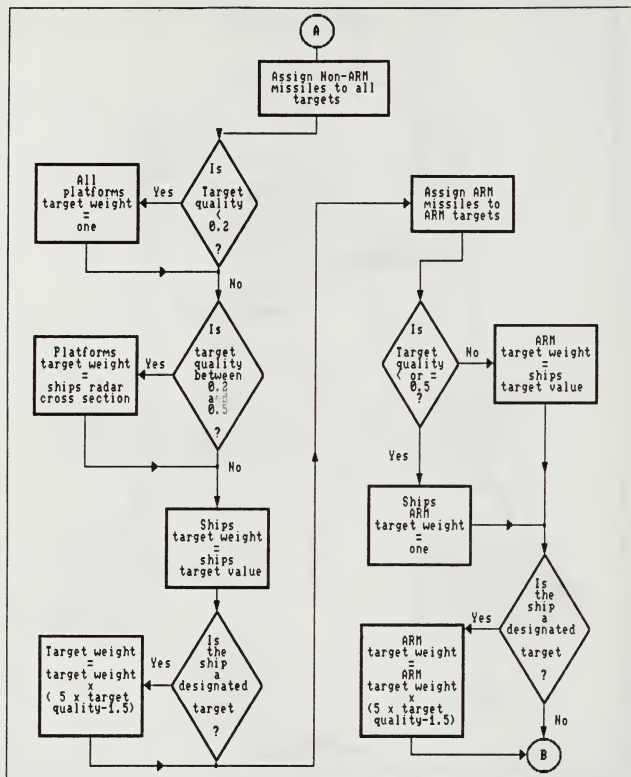 A
Assign Non-ARM
missiles to all
targets
Is
Target
quality
<
0.2
?
Yes
All
platforms
target weight
=
one
No
Is
target
quality
between
0.2
and
0.5
?
Yes
Platforms
target weight
=
ships radar
cross section
No
Ships
target weight
=
ships
target value
Is
the
ship
a
designated
target
?
Yes
Target weight
=
target weight
x
( 5 x target
quality-1.5)
Assign ARM
missiles to
ARM targets
Is
Target
quality
< or =
0.5
?
No
ARM
target weight
=
ships
target value
Yes
Ships
ARM
target weight
=
one
Is
the
ship
a
designated
target
?
Yes
ARM
target weight
=
ARM
target weight
x
(5 x target
quality-1.5)
No
B